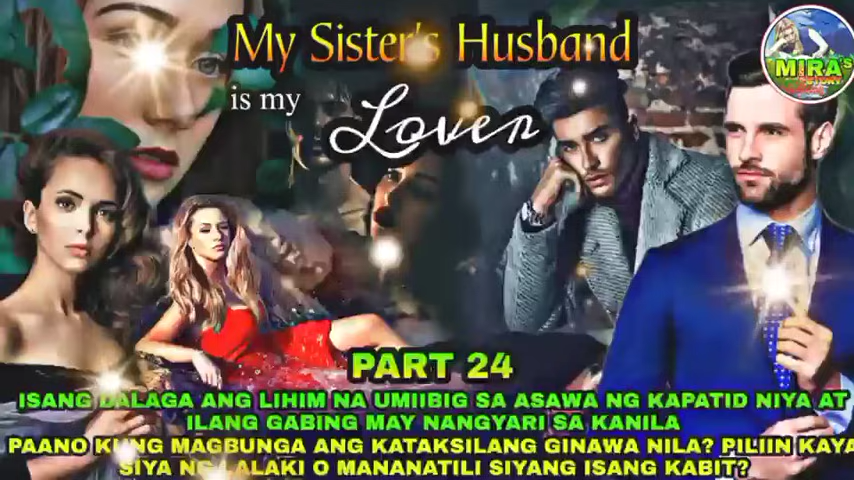 My Sister's Husband
is my
Lover
MIRA's
STORY
PART 24
ISANG DALAGA ANG LIHIM NA UMIIBIG SA ASAWA NG KAPATID NIYA AT
ILANG GABING MAY NANGYARI SA KANILA
PAANO KUNG MAGBUNGA ANG KATAKSILANG GINAWA NILA? PILIIN KAYA
SIYA NG LALAKI O MANANATILI SIYANG ISANG KABIT?